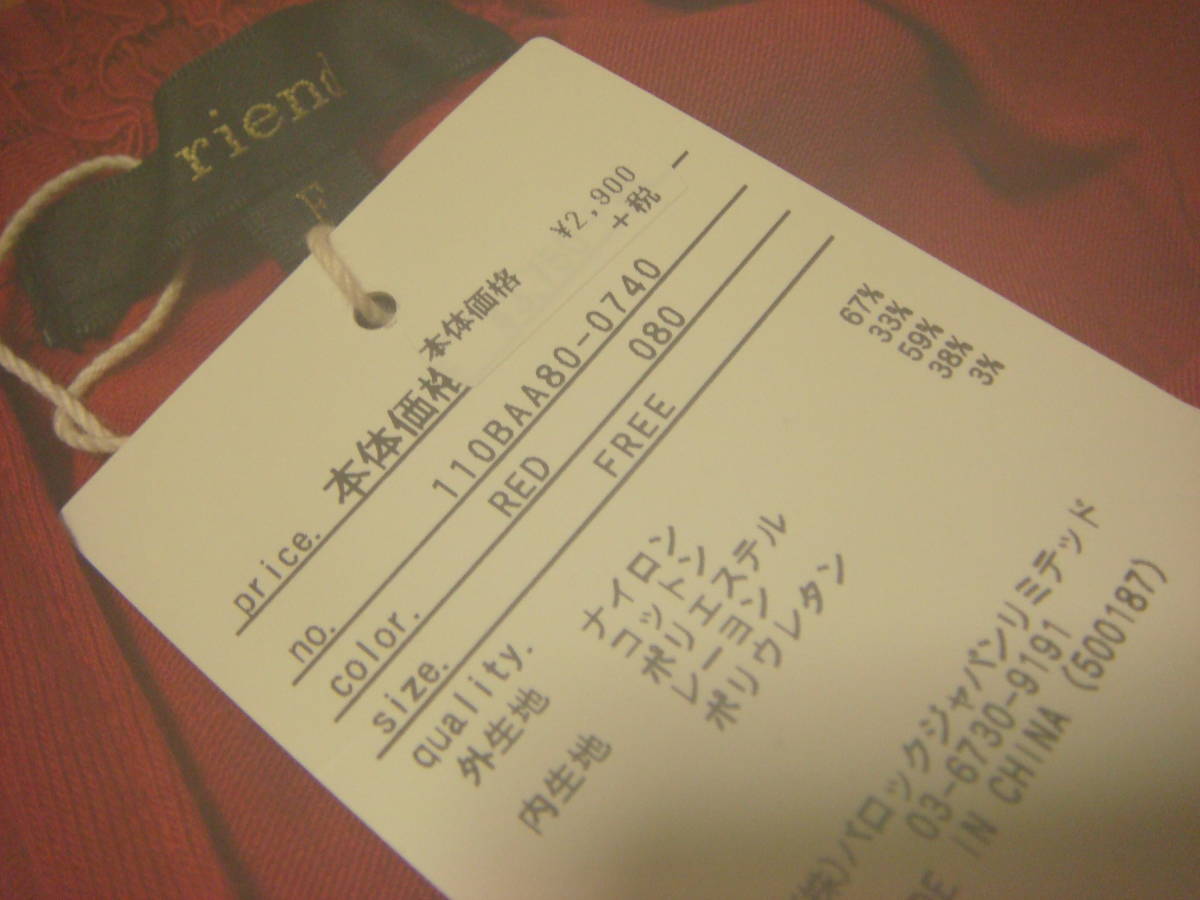 riend
F
本体価格 ¥2,900
+税
price. 本体価格
no. 110BAA80-0740
color. RED 080
size. FREE
quality.
外生地 ナイロン 67%
コットン 33%
内生地 ポリエステル 59%
レーヨン 38%
ポリウレタン 3%
(株)バロックジャパンリミテッド
03-6730-9191
DE IN CHINA (500187)